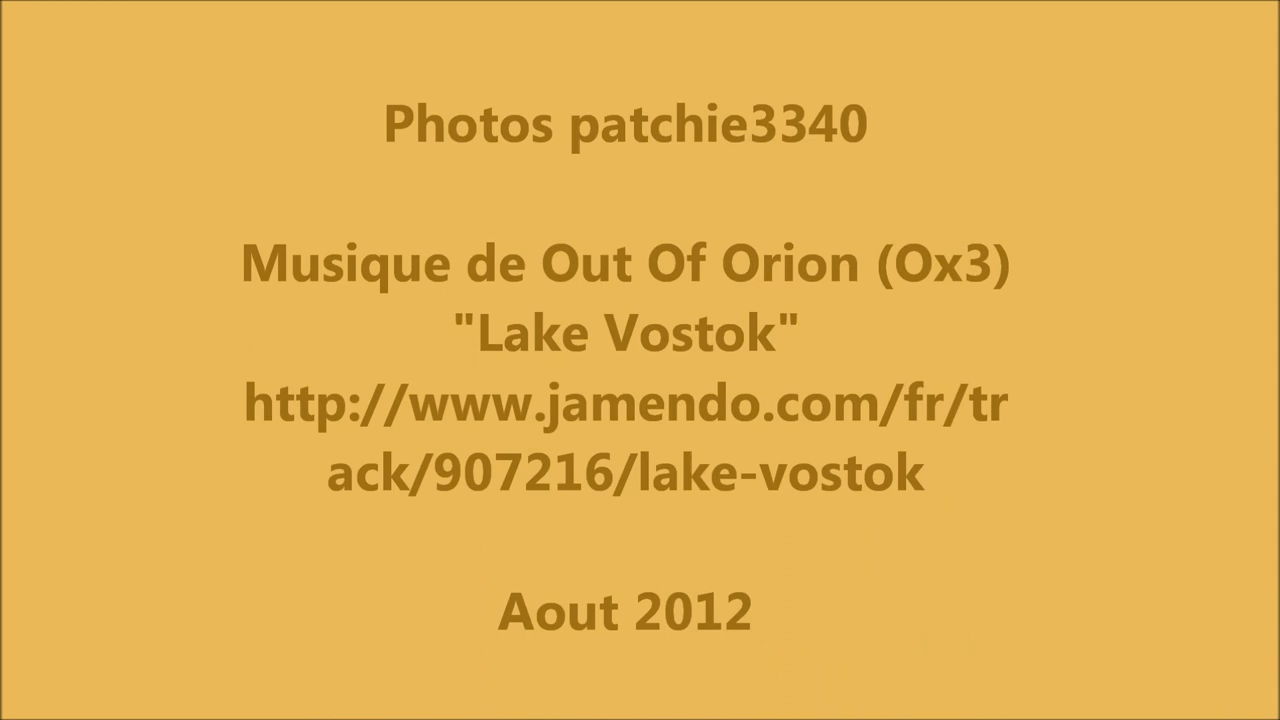 Photos patchie3340
Musique de Out Of Orion (Ox3)
"Lake Vostok"
http://www.jamendo.com/fr/tr
ack/907216/lake-vostok
Aout 2012